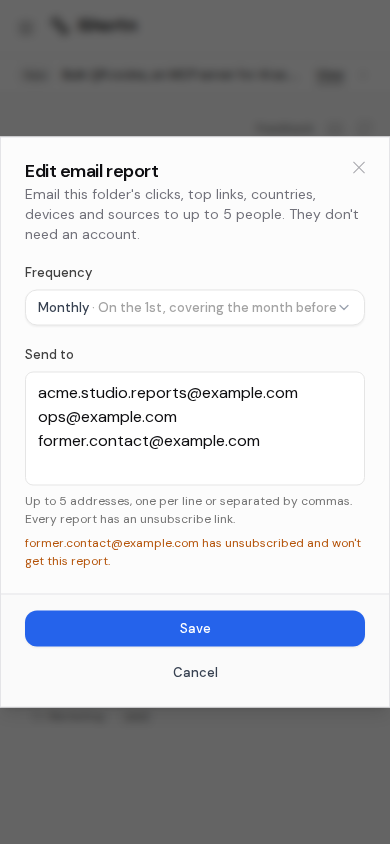 Edit email report
Email this folder's clicks, top links, countries,
devices and sources to up to 5 people. They don't
need an account.
Frequency
Monthly · On the 1st, covering the month before
Send to
acme.studio.reports@example.com
ops@example.com
former.contact@example.com
Up to 5 addresses, one per line or separated by commas.
Every report has an unsubscribe link.
former.contact@example.com has unsubscribed and won't
get this report.
Save
Cancel